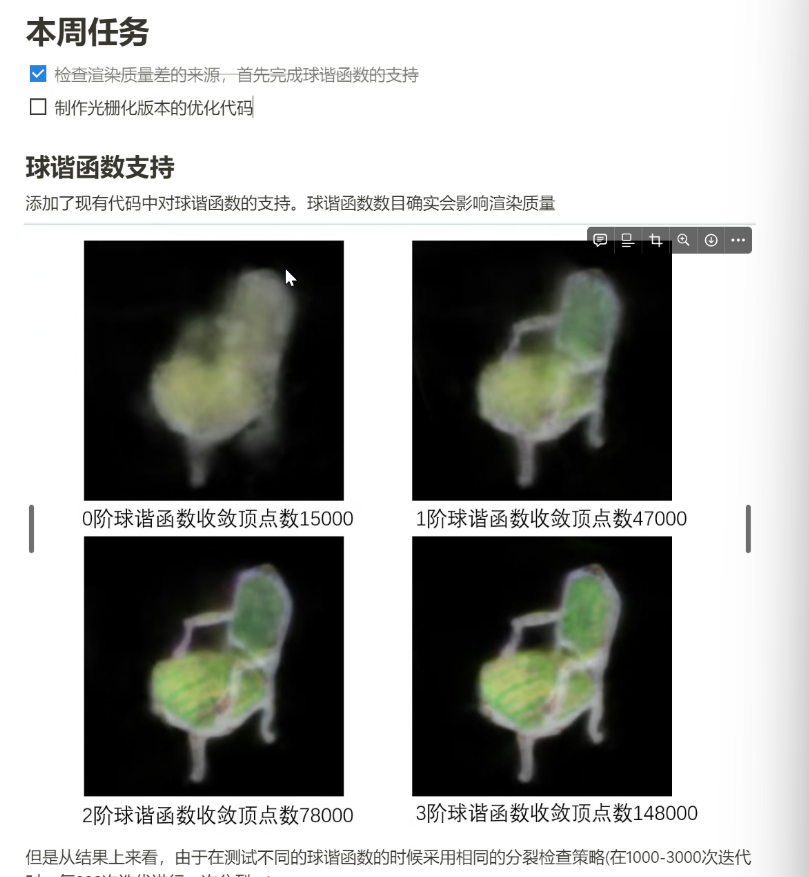 本周任务
检查渲染质量差的来源，首先完成球谐函数的支持
制作光栅化版本的优化代码
球谐函数支持
添加了现有代码中对球谐函数的支持。球谐函数数目确实会影响渲染质量
0阶球谐函数收敛顶点数15000
1阶球谐函数收敛顶点数47000
2阶球谐函数收敛顶点数78000
3阶球谐函数收敛顶点数148000
但是从结果上来看，由于在测试不同的球谐函数的时候采用相同的分裂检查策略(在1000-3000次迭代